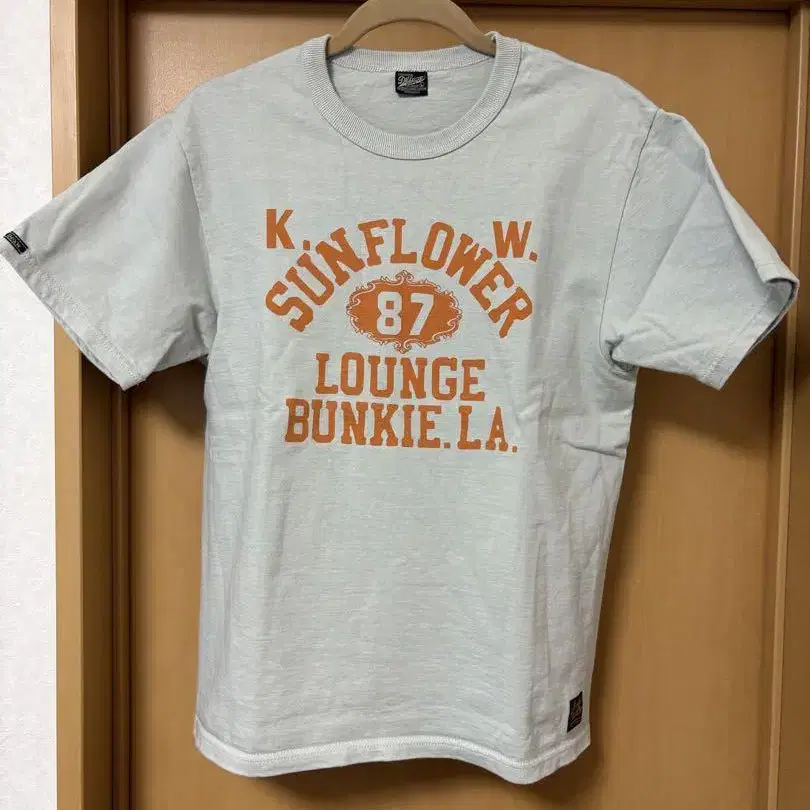 K. W.
SUNFLOWER
87
LOUNGE
BUNKIE.LA.